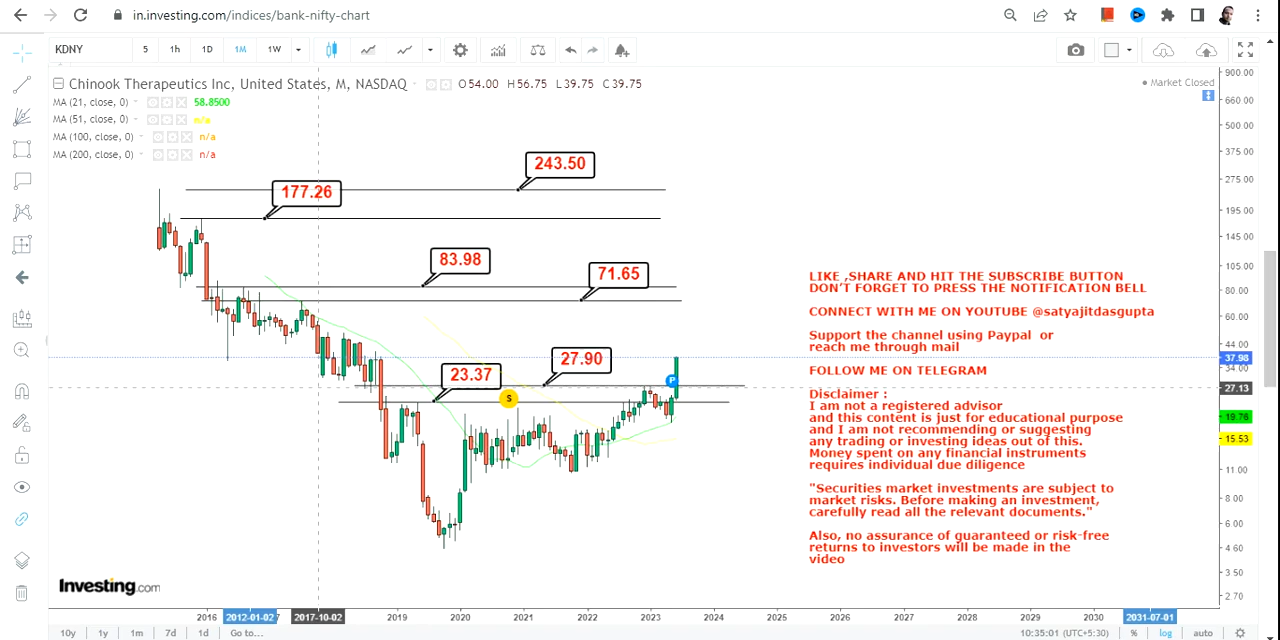 in.investing.com/indices/bank-nifty-chart
KDNY 5 1h 1D 1M 1W
Chinook Therapeutics Inc, United States, M, NASDAQ O54.00 H56.75 L39.75 C39.75
Market Closed
MA (21, close, 0) 58.8500
MA (51, close, 0) n/a
MA (100, close, 0) n/a
MA (200, close, 0) n/a
243.50
177.26
83.98
71.65
27.90
23.37
S
P
LIKE ,SHARE AND HIT THE SUBSCRIBE BUTTON
DON'T FORGET TO PRESS THE NOTIFICATION BELL
CONNECT WITH ME ON YOUTUBE @satyajitdasgupta
Support the channel using Paypal or
reach me through mail
FOLLOW ME ON TELEGRAM
Disclaimer :
I am not a registered advisor
and this content is just for educational purpose
and I am not recommending or suggesting
any trading or investing ideas out of this.
Money spent on any financial instruments
requires individual due diligence
"Securities market investments are subject to
market risks. Before making an investment,
carefully read all the relevant documents."
Also, no assurance of guaranteed or risk-free
returns to investors will be made in the
video
900.00
660.00
500.00
375.00
275.00
195.00
145.00
105.00
80.00
60.00
44.00
37.98
34.00
27.13
19.76
15.53
11.00
8.00
6.00
4.60
3.50
2.70
Investing.com
2016 2012-01-02 7 2017-10-02 2019 2020 2021 2022 2023 2024 2025 2026 2027 2028 2029 2030 2031-07-01
10y 1y 1m 7d 1d Go to... 10:35:01 (UTC+5:30) % log auto